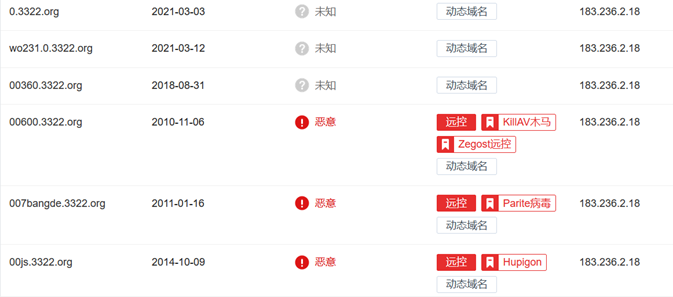 0.3322.org 2021-03-03 未知 动态域名 183.236.2.18
wo231.0.3322.org 2021-03-12 未知 动态域名 183.236.2.18
00360.3322.org 2018-08-31 未知 动态域名 183.236.2.18
00600.3322.org 2010-11-06 恶意 远控 KillAV木马 183.236.2.18
Zegost远控
动态域名
007bangde.3322.org 2011-01-16 恶意 远控 Parite病毒 183.236.2.18
动态域名
00js.3322.org 2014-10-09 恶意 远控 Hupigon 183.236.2.18
动态域名